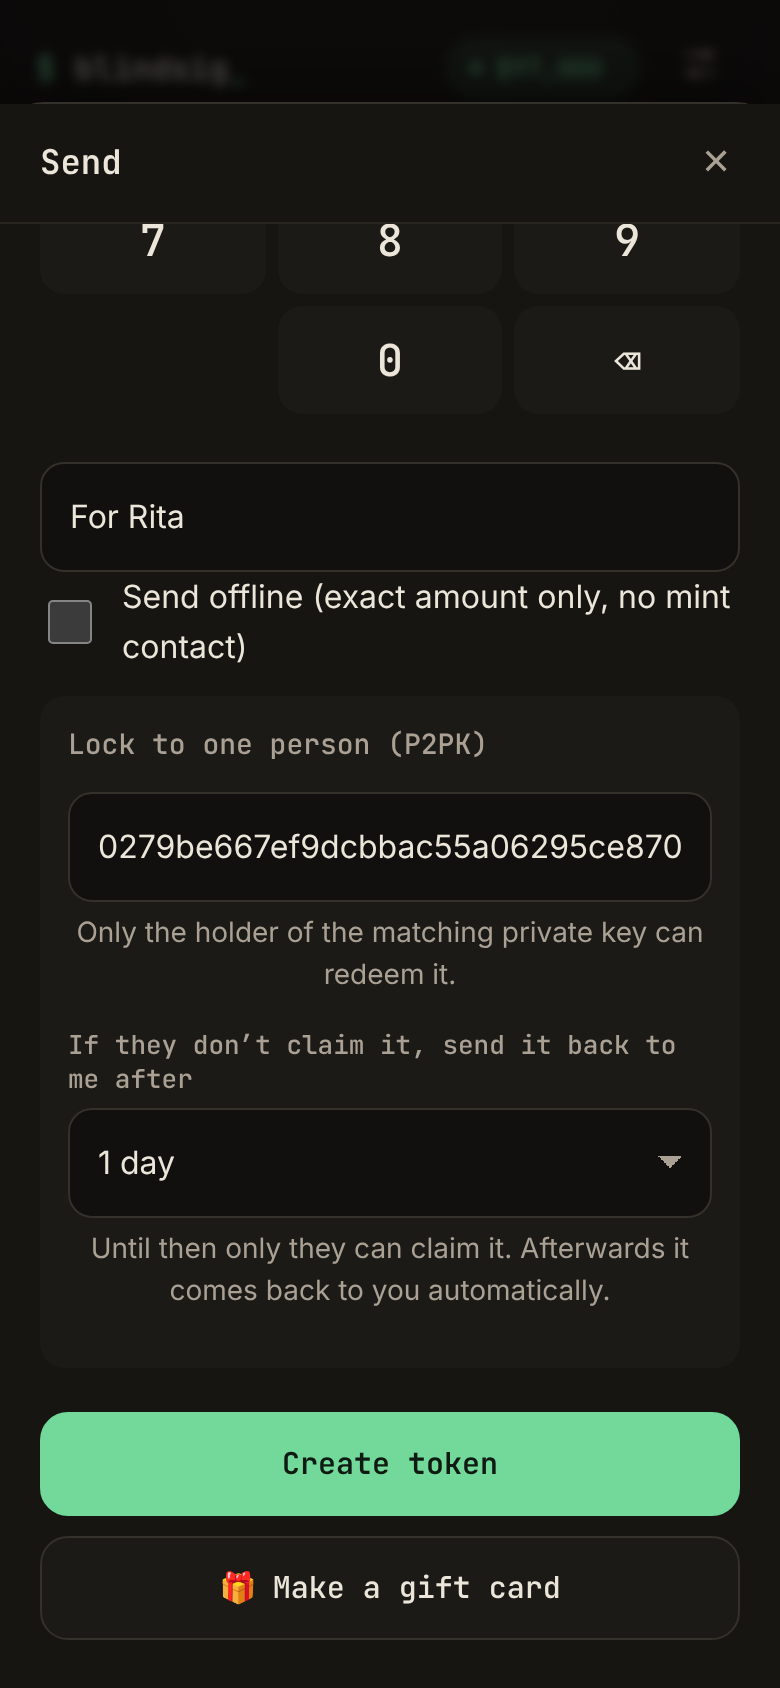 blindsig_
Send
7 8 9
0
For Rita
Send offline (exact amount only, no mint
contact)
Lock to one person (P2PK)
0279be667ef9dcbbac55a06295ce870
Only the holder of the matching private key can
redeem it.
If they don’t claim it, send it back to
me after
1 day
Until then only they can claim it. Afterwards it
comes back to you automatically.
Create token
Make a gift card